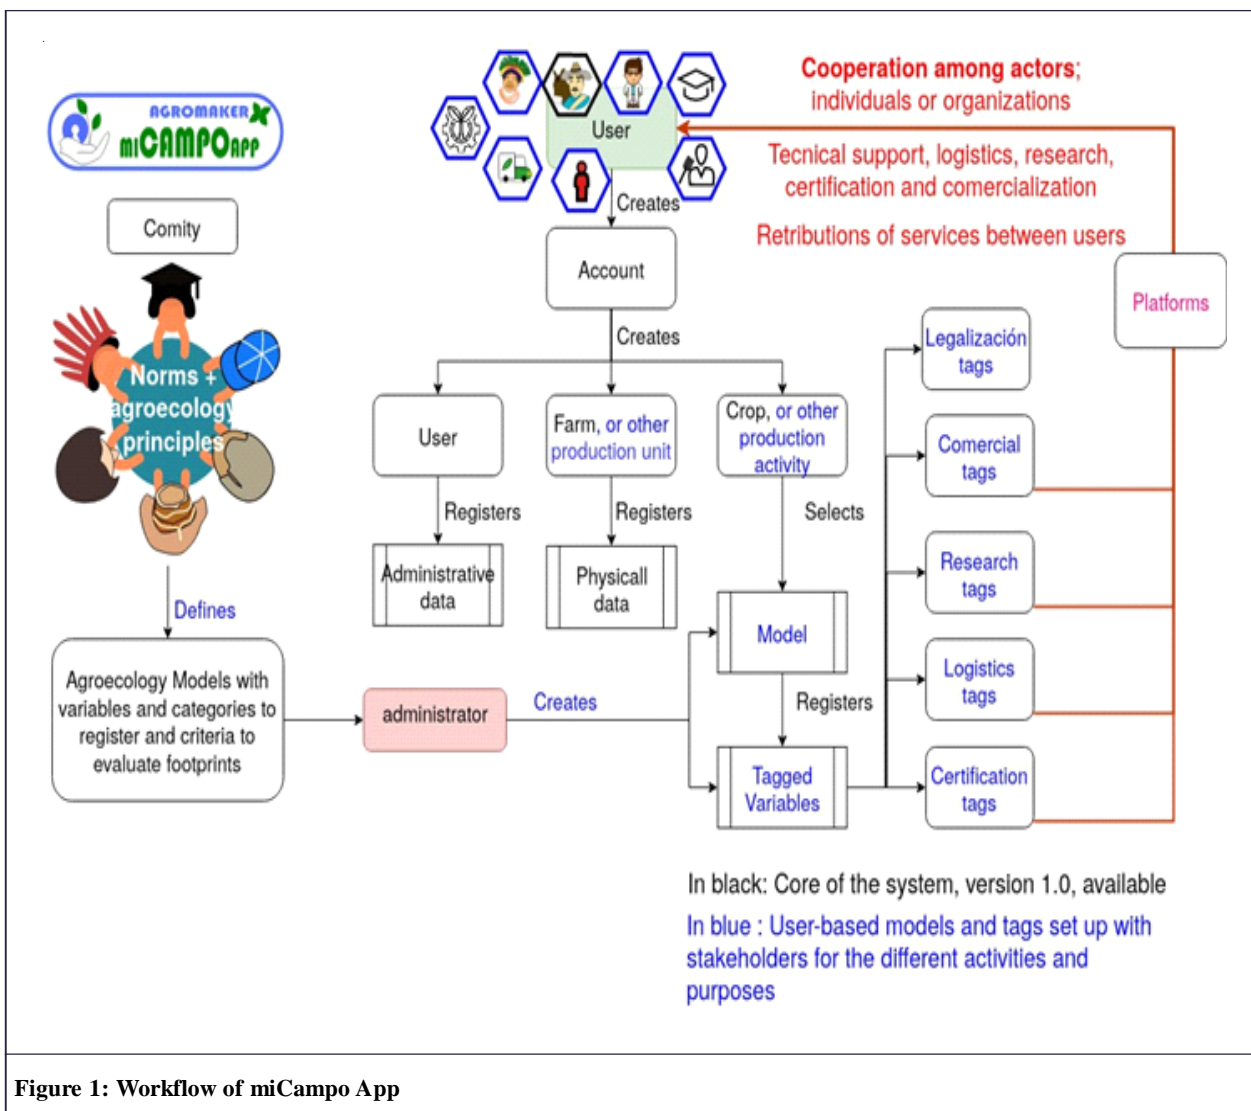 AGROMAKER
miCAMPOAPP
Comity
Norms +
agroecology
principles
Defines
Agroecology Models with
variables and categories to
register and criteria to
evaluate footprints
administrator
Creates
User
Creates
Account
Creates
User
Farm, or other
production unit
Crop, or other
production
activity
Registers
Registers
Selects
Administrative
data
Physicall
data
Model
Registers
Tagged
Variables
Legalización
tags
Comercial
tags
Research
tags
Logistics
tags
Certification
tags
Platforms
Cooperation among actors;
individuals or organizations
Tecnical support, logistics, research,
certification and comercialization
Retributions of services between users
In black: Core of the system, version 1.0, available
In blue : User-based models and tags set up with
stakeholders for the different activities and
purposes
Figure 1: Workflow of miCampo App